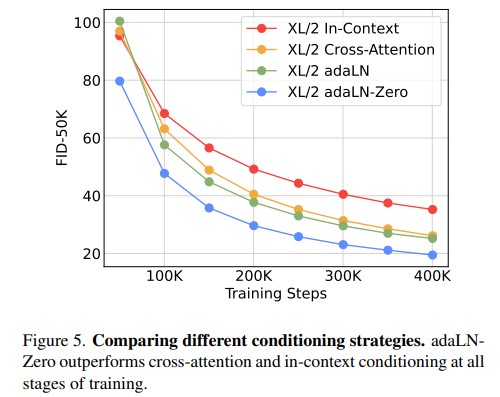 100
80
60
40
20
FID-50K
XL/2 In-Context
XL/2 Cross-Attention
XL/2 adaLN
XL/2 adaLN-Zero
100K 200K 300K 400K
Training Steps
Figure 5. Comparing different conditioning strategies. adaLN-
Zero outperforms cross-attention and in-context conditioning at all
stages of training.